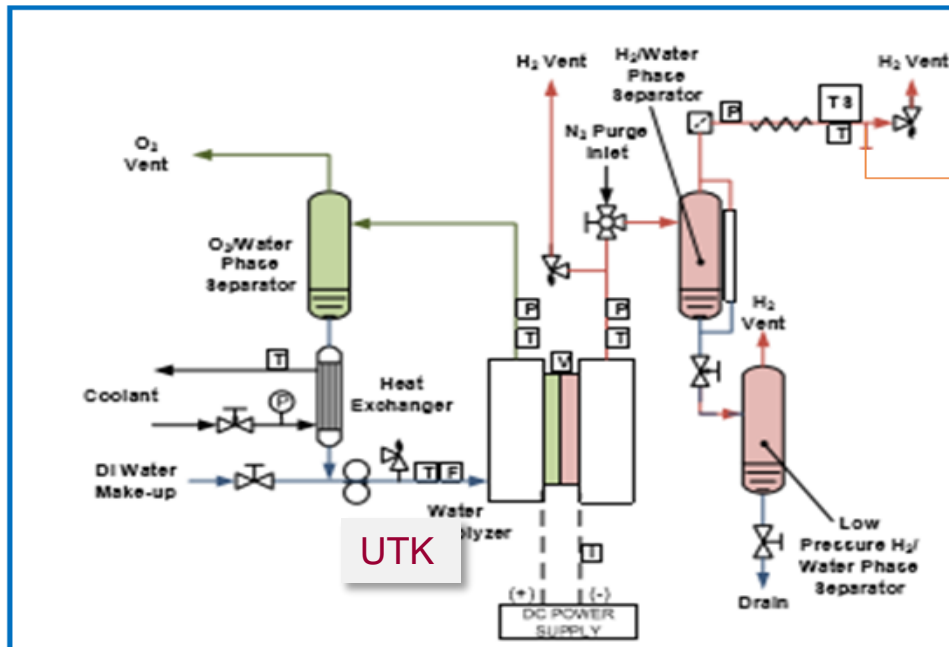 H₂ Vent
H₂/Water
Phase
Separator
P
T S
T
H₂ Vent
N₂ Purge
Inlet
O₂
Vent
O₂/Water
Phase
Separator
P
T
P
T
H₂
Vent
T
V
Coolant
P
Heat
Exchanger
DI Water
Make-up
T F
Water
olyzer
UTK
I
Low
Pressure H₂/
Water Phase
Separator
Drain
(+) (-)
DC POWER
SUPPLY